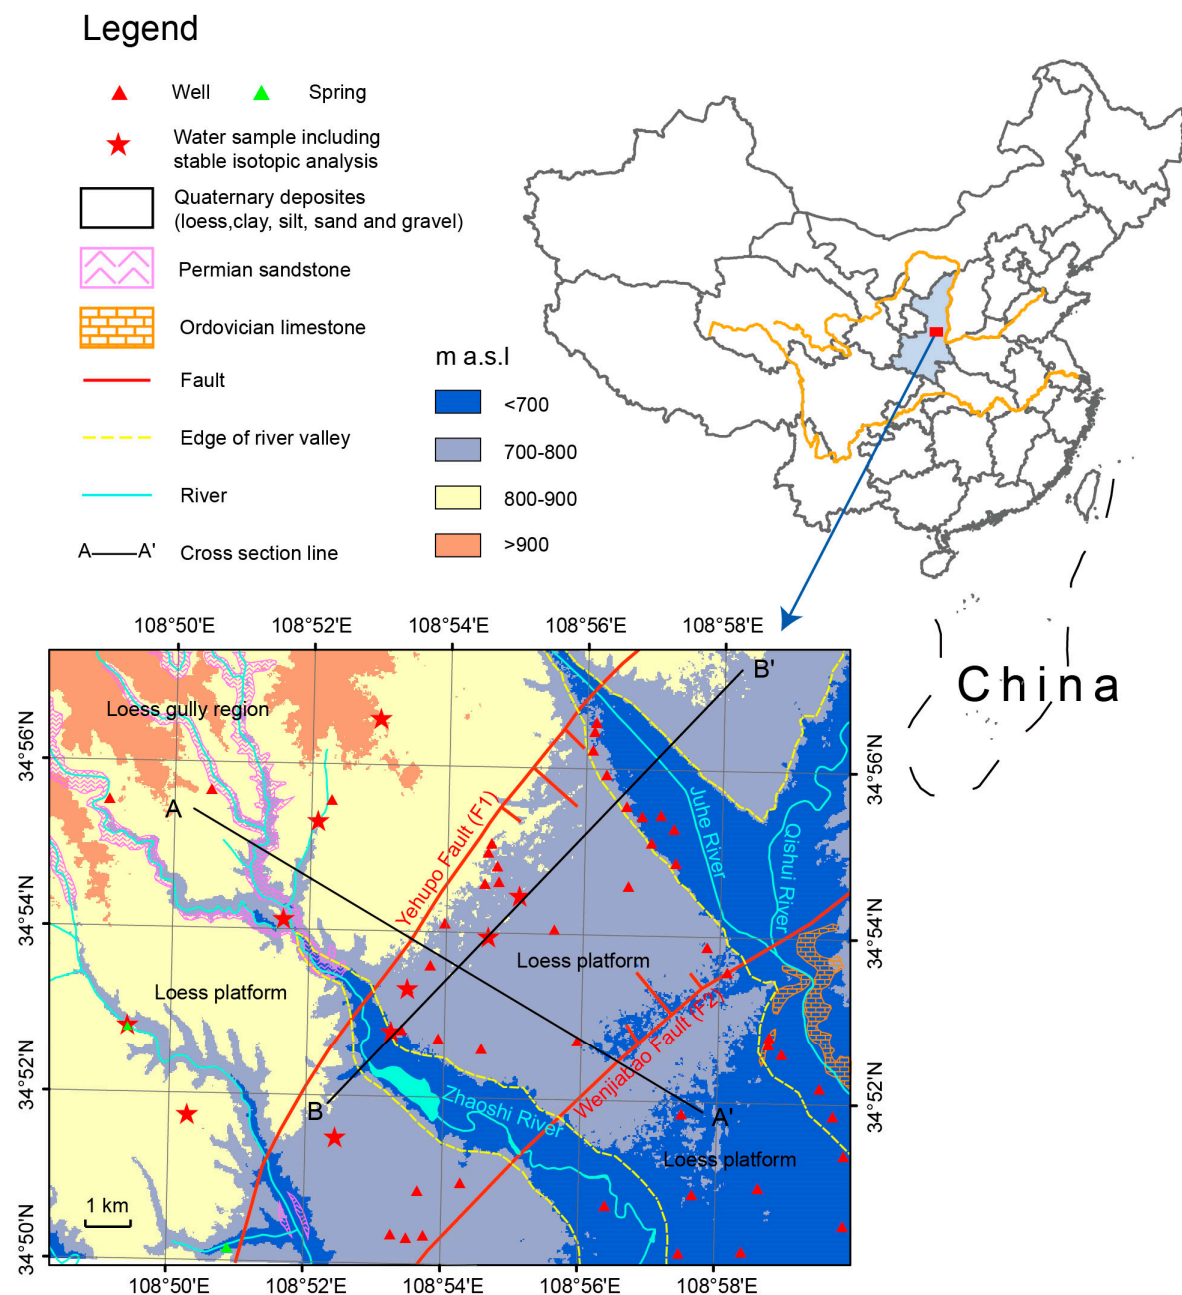 Legend
Well
Spring
Water sample including
stable isotopic analysis
Quaternary deposites
(loess,clay, silt, sand and gravel)
Permian sandstone
Ordovician limestone
Fault
Edge of river valley
River
A A' Cross section line
m a.s.l
<700
700-800
800-900
>900
China
108°50'E 108°52'E 108°54'E 108°56'E 108°58'E
34°56'N
34°54'N
34°52'N
34°50'N
34°56'N
34°54'N
34°52'N
Loess gully region
B'
A
Yehupo Fault (F1)
Juhe River
Qishui River
Loess platform
Loess platform
Wenjiabao Fault (F2)
Zhaoshi River
B
A'
Loess platform
1 km
108°50'E 108°52'E 108°54'E 108°56'E 108°58'E